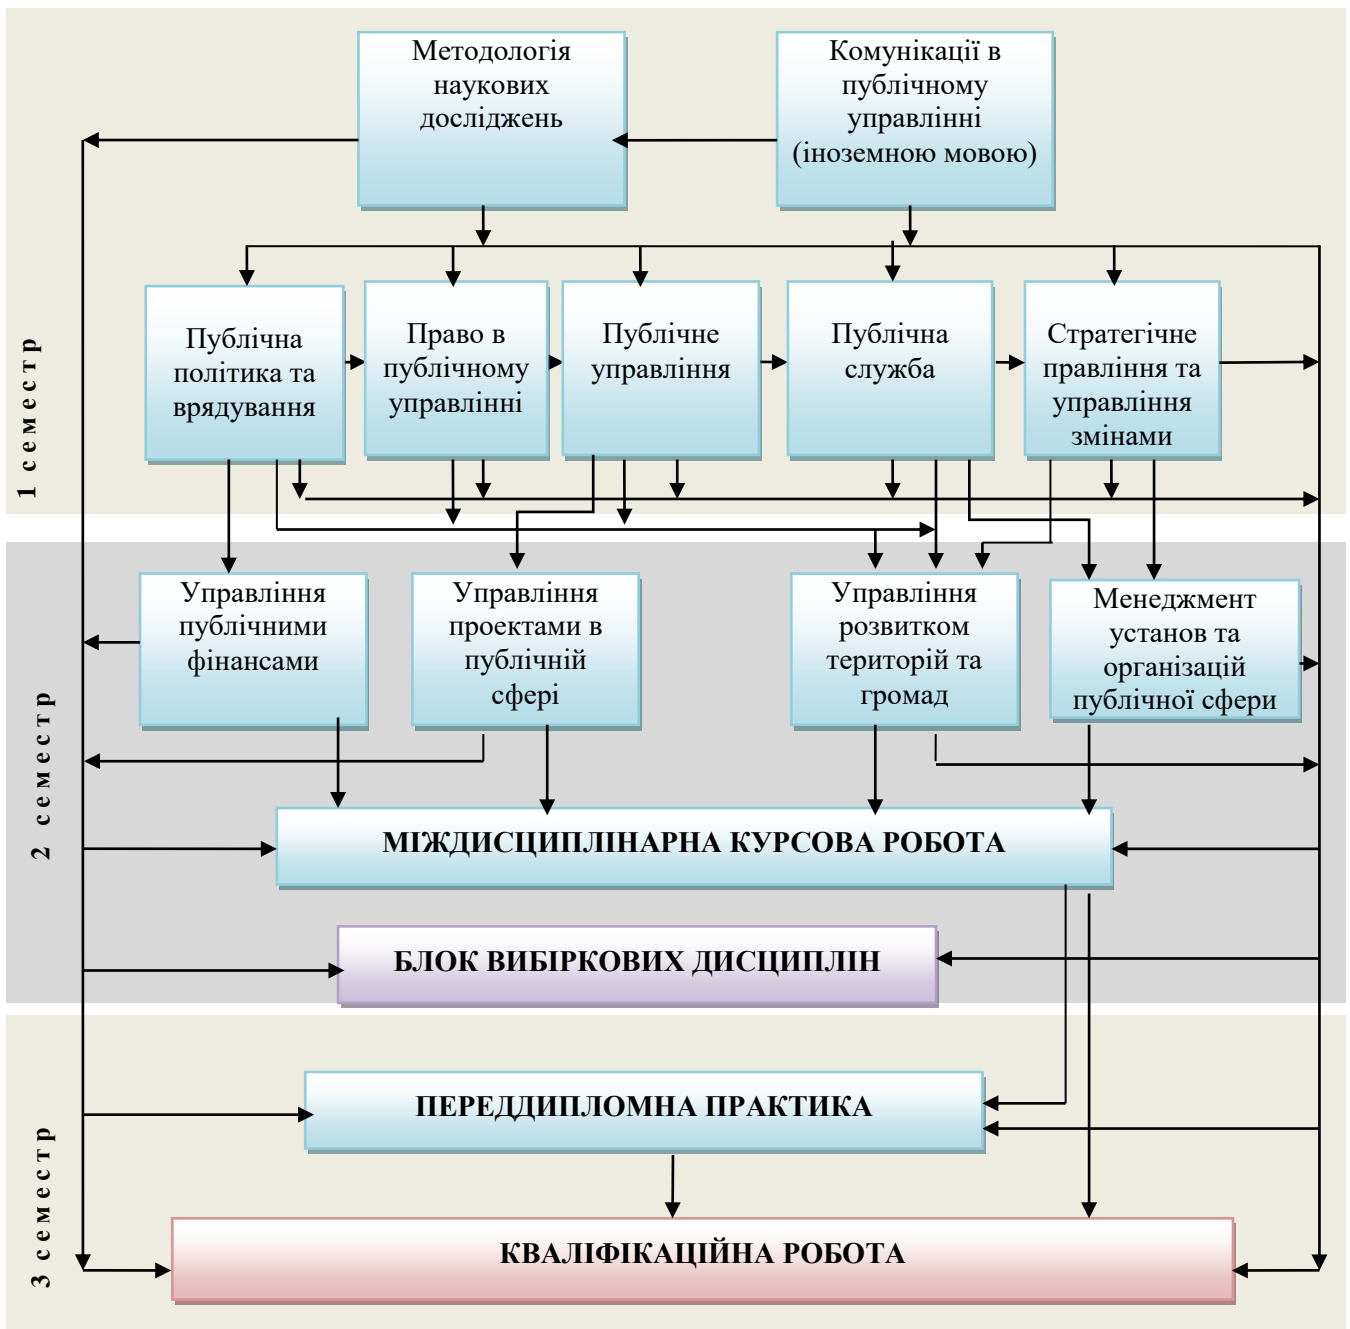 Методологія
наукових
досліджень
Комунікації в
публічному
управлінні
(іноземною мовою)
1 семестр
Публічна
політика та
врядування
Право в
публічному
управлінні
Публічне
управління
Публічна
служба
Стратегічне
правління та
управління
змінами
2 семестр
Управління
публічними
фінансами
Управління
проектами в
публічній
сфері
Управління
розвитком
територій та
громад
Менеджмент
установ та
організацій
публічної сфери
МІЖДИСЦИПЛІНАРНА КУРСОВА РОБОТА
БЛОК ВИБІРКОВИХ ДИСЦИПЛІН
3 семестр
ПЕРЕДДИПЛОМНА ПРАКТИКА
КВАЛІФІКАЦІЙНА РОБОТА